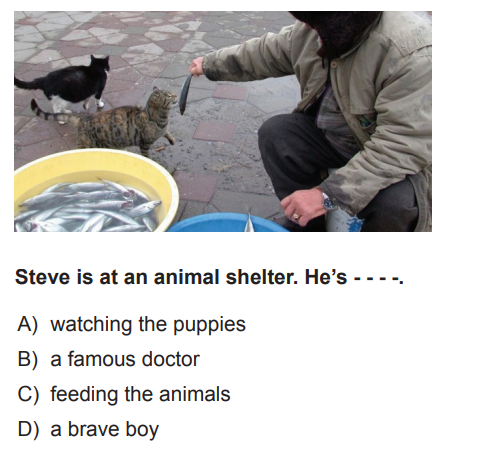 Steve is at an animal shelter. He’s - - - -.
A) watching the puppies
B) a famous doctor
C) feeding the animals
D) a brave boy